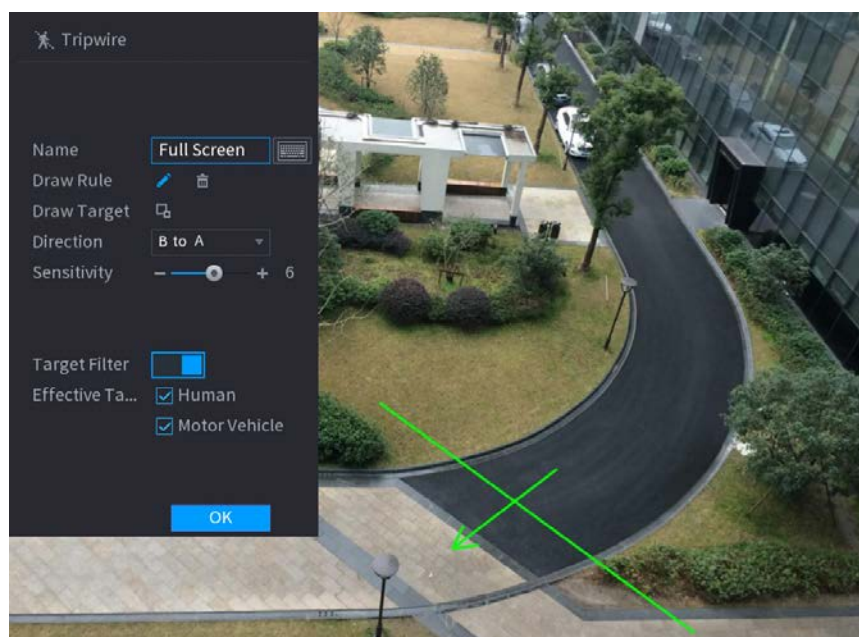 Tripwire
Name Full Screen
Draw Rule
Draw Target
Direction B to A
Sensitivity - + 6
Target Filter
Effective Ta... Human
Motor Vehicle
OK